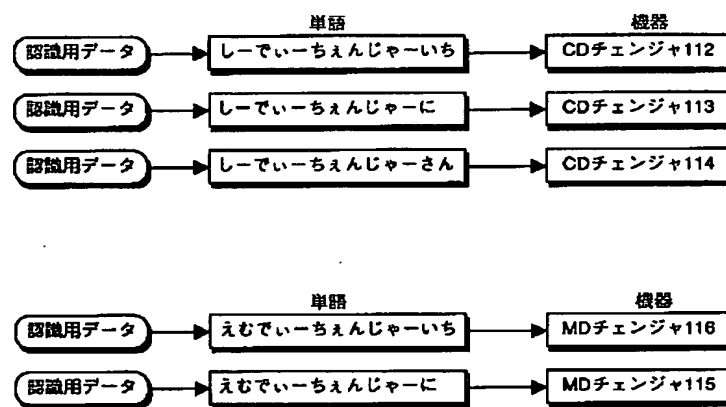 単語 機器
認識用データ しーでぃーちぇんじゃーいち CDチェンジャ112
認識用データ しーでぃーちぇんじゃーに CDチェンジャ113
認識用データ しーでぃーちぇんじゃーさん CDチェンジャ114
単語 機器
認識用データ えむでぃーちぇんじゃーいち MDチェンジャ116
認識用データ えむでぃーちぇんじゃーに MDチェンジャ115